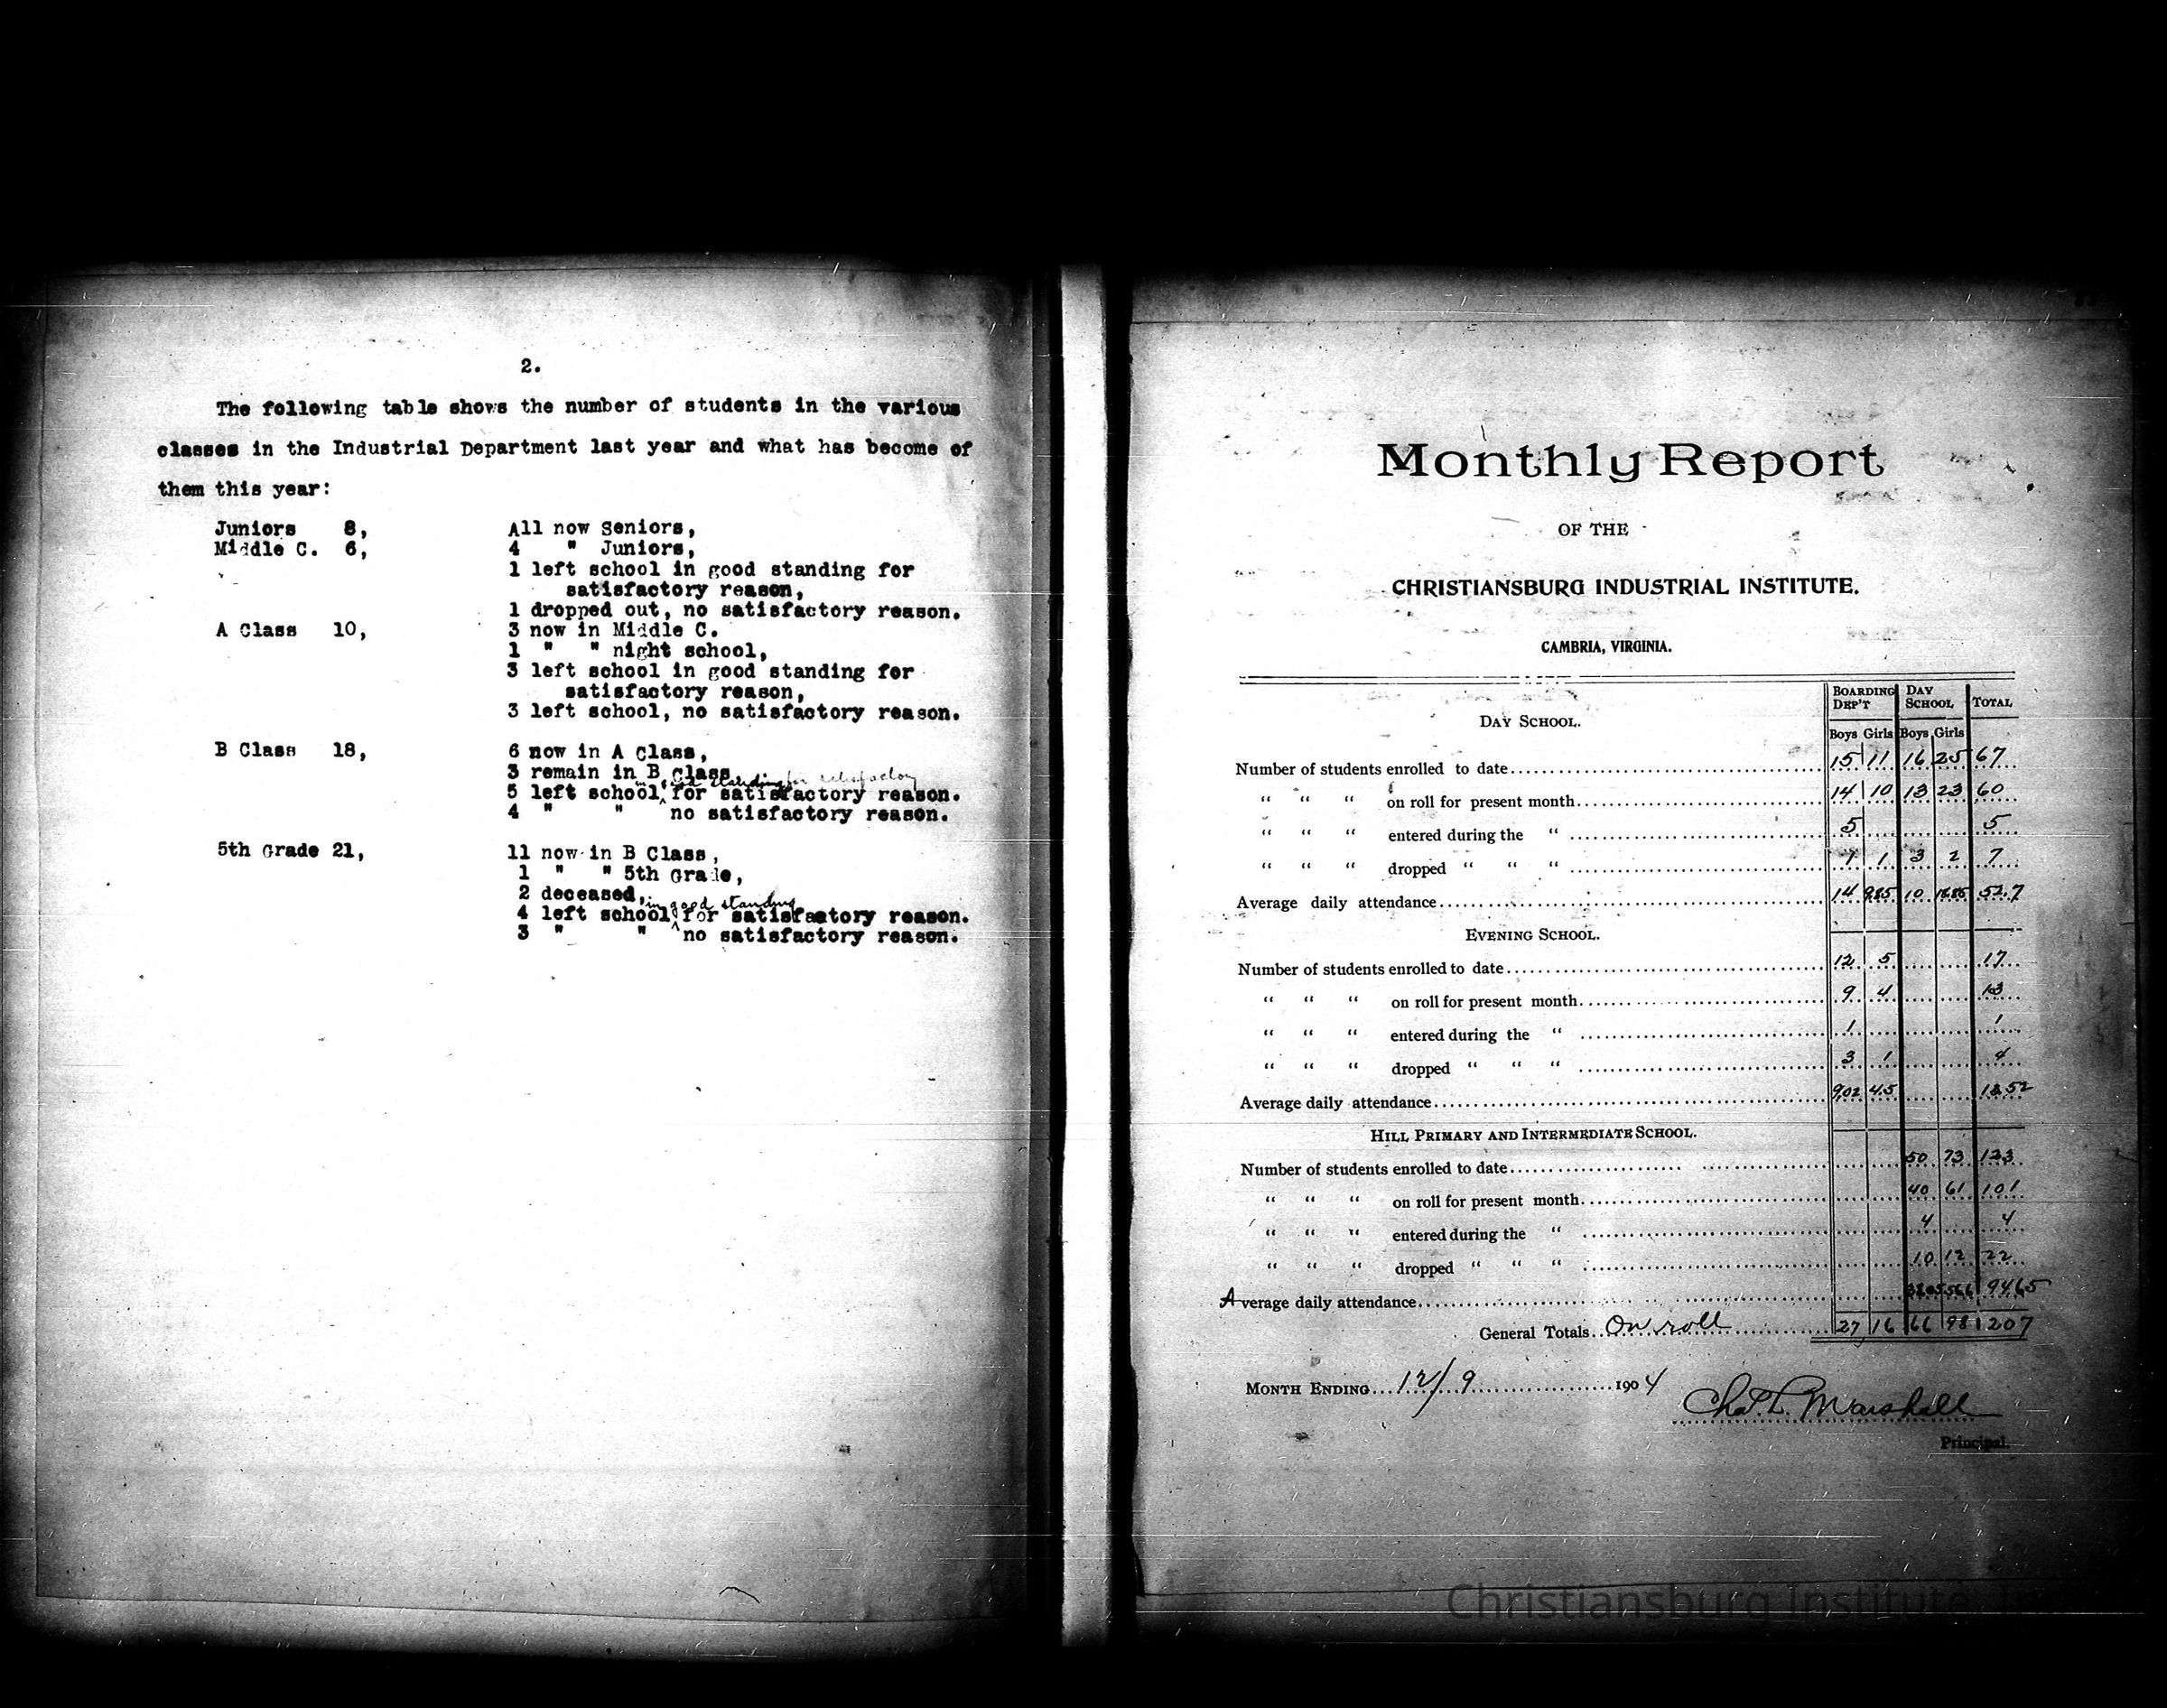 2.
The following table shows the number of students in the various
classes in the Industrial Department last year and what has become of
them this year:
Juniors 8, All now Seniors,
Middle C. 6, 4 " Juniors,
1 left school in good standing for
satisfactory reason,
1 dropped out, no satisfactory reason.
A Class 10, 3 now in Middle C.
1 " " night school,
3 left school in good standing for
satisfactory reason,
3 left school, no satisfactory reason.
B Class 18, 6 now in A Class,
3 remain in B class
standing for satisfactory
5 left school for satisfactory reason.
4 " " no satisfactory reason.
5th Grade 21, 11 now in B Class,
1 " " 5th Grade,
2 deceased,
in good standing
4 left school for satisfactory reason.
3 " " no satisfactory reason.
Monthly Report
OF THE
CHRISTIANSBURG INDUSTRIAL INSTITUTE.
CAMBRIA, VIRGINIA.
BOARDING DEP'T DAY SCHOOL TOTAL
DAY SCHOOL.
Boys Girls Boys Girls
Number of students enrolled to date 15 11 16 25 67
" " " on roll for present month 14 10 13 23 60
" " " entered during the " 5 5
" " " dropped " " " 1 1 3 2 7
Average daily attendance 14 9.85 10 52.7
EVENING SCHOOL.
Number of students enrolled to date 12 5 17
" " " on roll for present month 9 4 13
" " " entered during the " 1 1
" " " dropped " " " 3 1 4
Average daily attendance 9.02 4.5 13 52
HILL PRIMARY AND INTERMEDIATE SCHOOL.
Number of students enrolled to date 50 73 123
" " " on roll for present month 40 61 101
" " " entered during the " 4 4
" " " dropped " " " 10 12 22
Average daily attendance 94 65
General Totals On roll 27 16 66 98 207
MONTH ENDING 12/9 1904
Chas. L. Marshall
Principal.
Christiansburg Institute